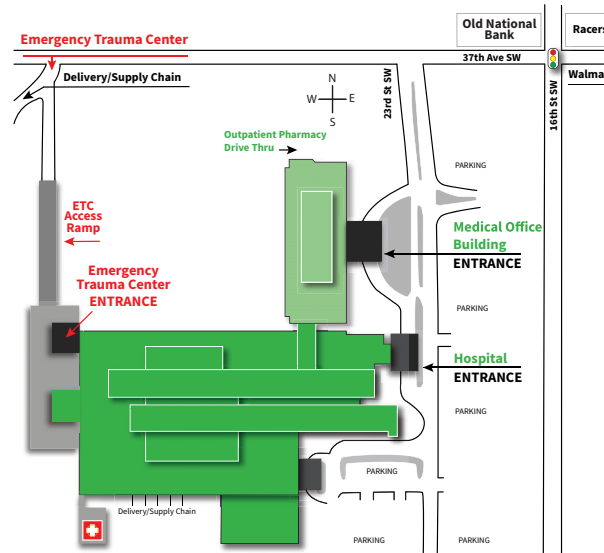 Old National
Bank
Racers
Emergency Trauma Center
37th Ave SW
Delivery/Supply Chain
Walma
N
W E
S
23rd St SW
16th St SW
Outpatient Pharmacy
Drive Thru
PARKING
ETC
Access
Ramp
Medical Office
Building
ENTRANCE
Emergency
Trauma Center
ENTRANCE
PARKING
Hospital
ENTRANCE
PARKING
PARKING
Delivery/Supply Chain
PARKING
PARKING